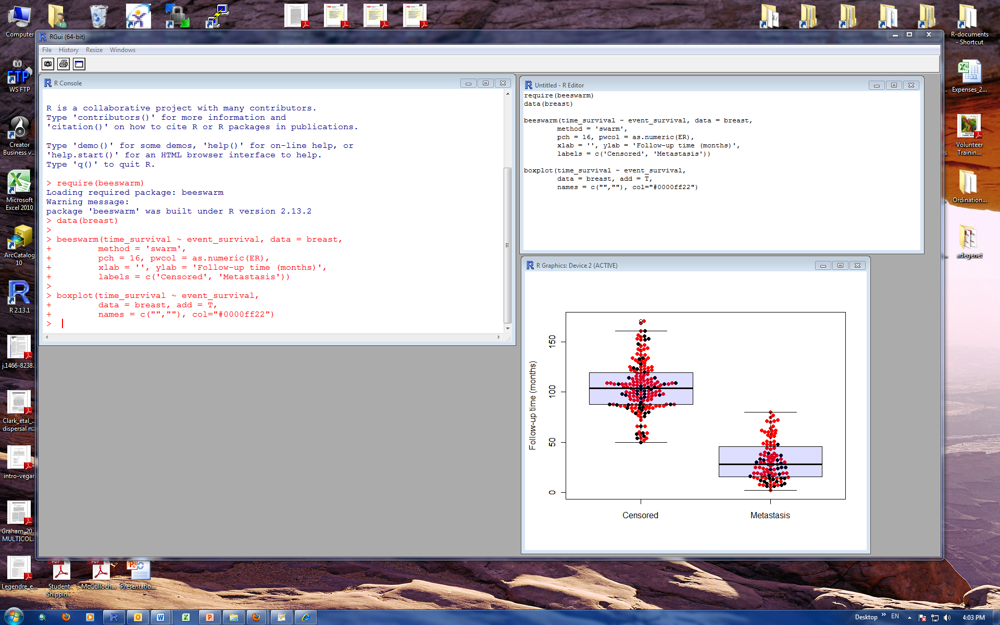 Computer
RGui (64-bit)
File History Resize Windows
R-documents
- Shortcut
R Console
R is a collaborative project with many contributors.
Type 'contributors()' for more information and
'citation()' on how to cite R or R packages in publications.
Type 'demo()' for some demos, 'help()' for on-line help, or
'help.start()' for an HTML browser interface to help.
Type 'q()' to quit R.
> require(beeswarm)
Loading required package: beeswarm
Warning message:
package 'beeswarm' was built under R version 2.13.2
> data(breast)
>
> beeswarm(time_survival ~ event_survival, data = breast,
+         method = 'swarm',
+         pch = 16, pwcol = as.numeric(ER),
+         xlab = '', ylab = 'Follow-up time (months)',
+         labels = c('Censored', 'Metastasis'))
>
> boxplot(time_survival ~ event_survival,
+         data = breast, add = T,
+         names = c("",""), col="#0000ff22")
>
Untitled - R Editor
require(beeswarm)
data(breast)
beeswarm(time_survival ~ event_survival, data = breast,
        method = 'swarm',
        pch = 16, pwcol = as.numeric(ER),
        xlab = '', ylab = 'Follow-up time (months)',
        labels = c('Censored', 'Metastasis'))
boxplot(time_survival ~ event_survival,
        data = breast, add = T,
        names = c("",""), col="#0000ff22")
R Graphics: Device 2 (ACTIVE)
Follow-up time (months)
150
100
50
0
Censored Metastasis
FTP
WS FTP
Creator
Business v...
Microsoft
Excel 2010
ArcCatalog
10
R 2.13.1
j.1466-8238.
Clark_etal_..
dispersal n..
intro-vegan
Graham_20.
MULTICOL.
Legendre_e...
Student
Shippin...
McCulloch...
Presentatio...
Expenses_2...
Volunteer
Trainin...
Ordination...
adegenet
Desktop
EN
4:03 PM